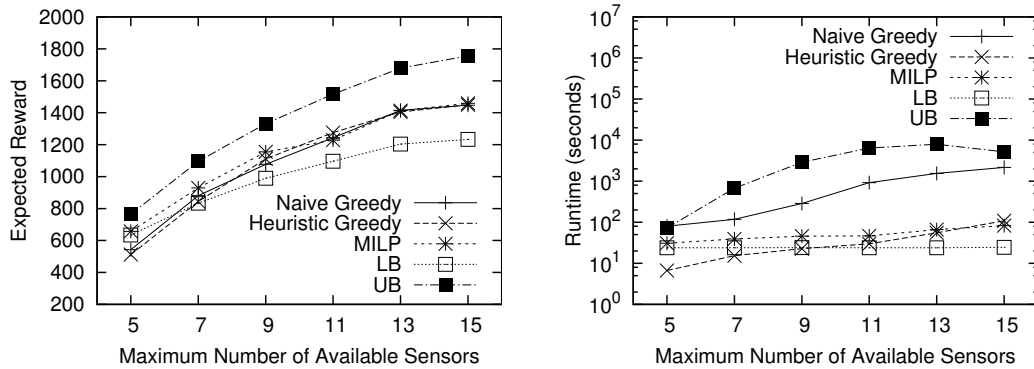 2000
1800
1600
1400
1200
1000
800
600
400
200
Expected Reward
Naive Greedy
Heuristic Greedy
MILP
LB
UB
5 7 9 11 13 15
Maximum Number of Available Sensors
10^7
10^6
10^5
10^4
10^3
10^2
10^1
10^0
Runtime (seconds)
Naive Greedy
Heuristic Greedy
MILP
LB
UB
5 7 9 11 13 15
Maximum Number of Available Sensors